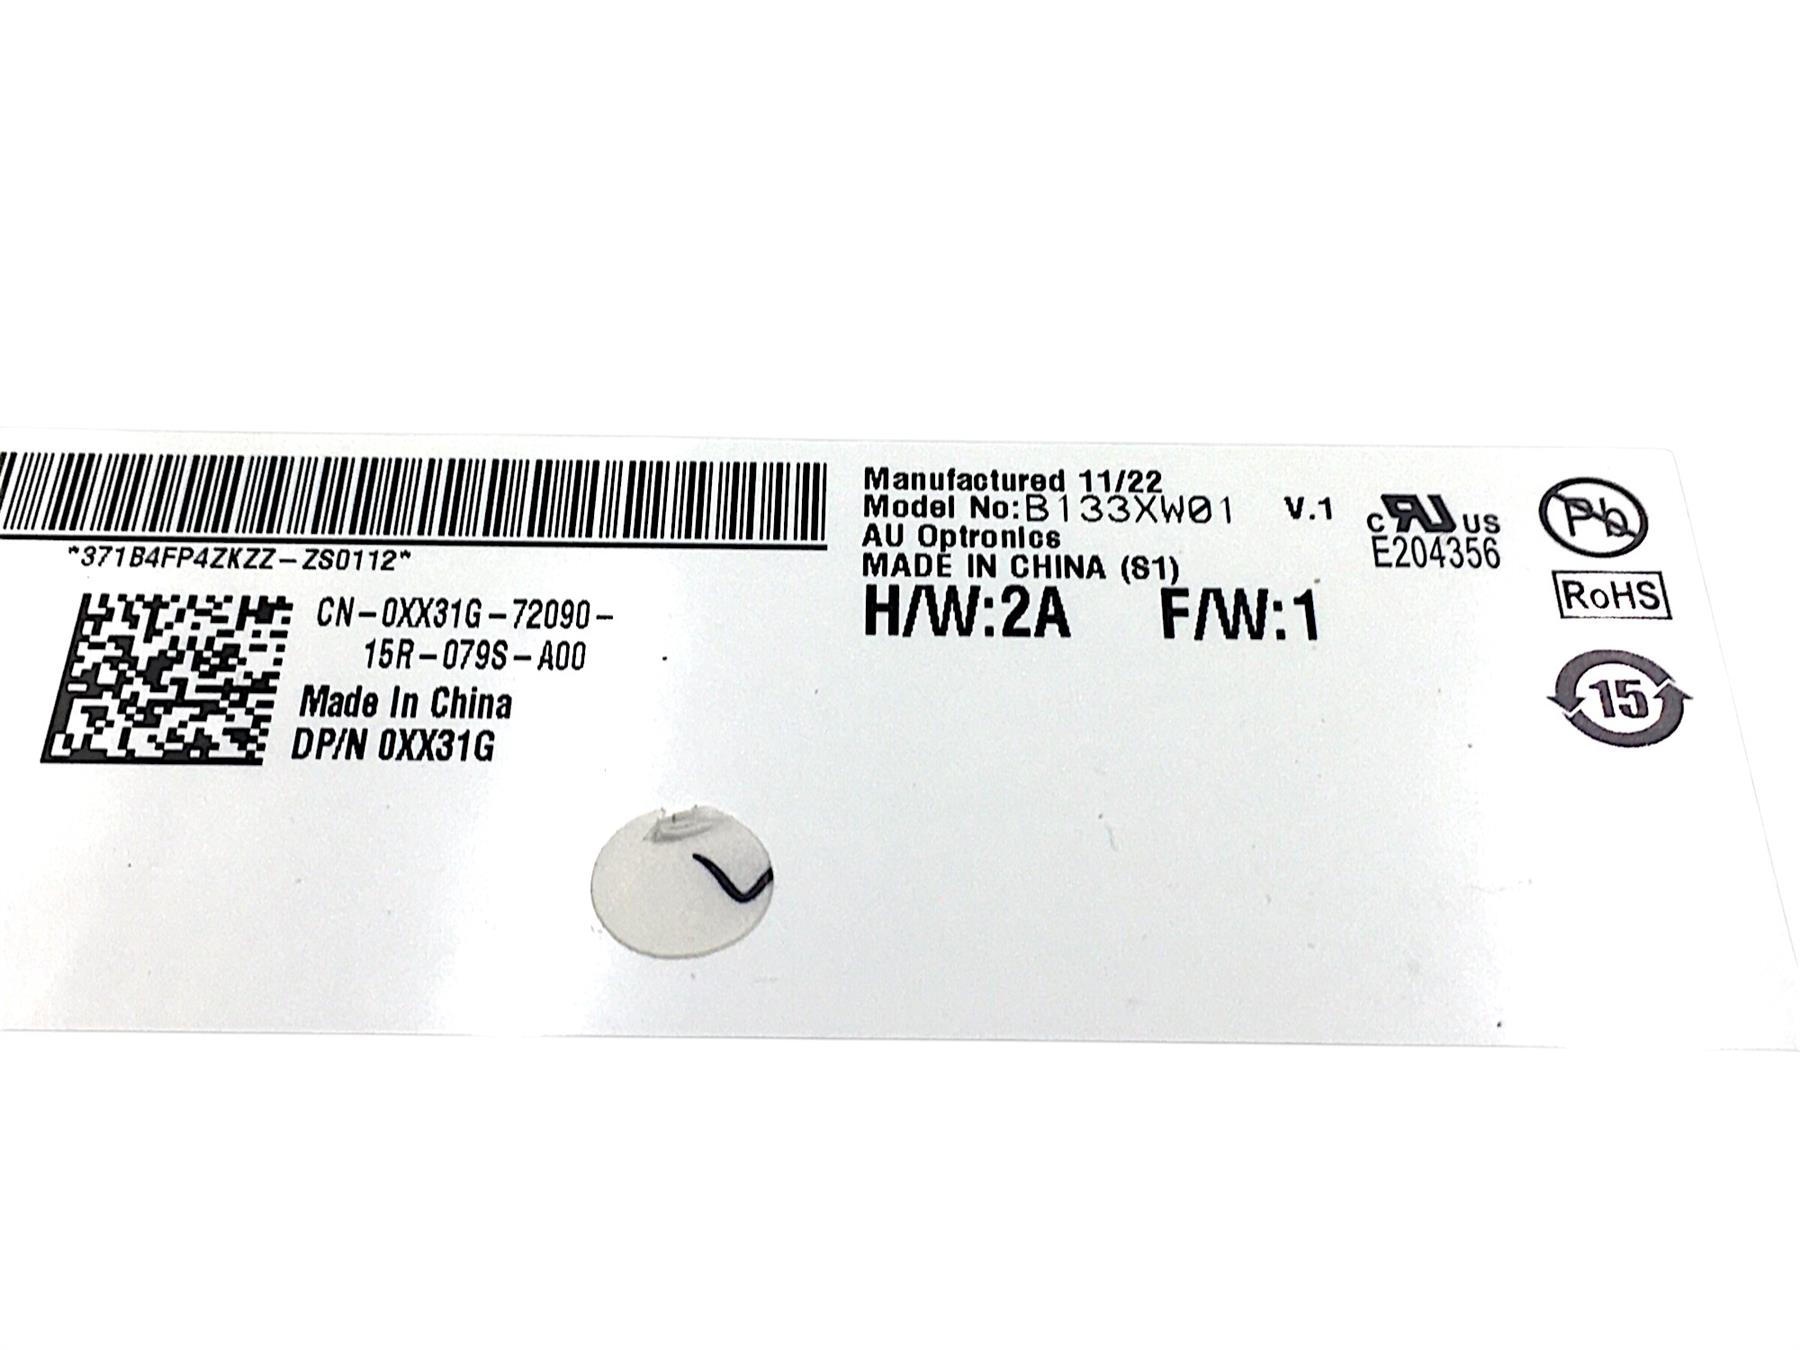 *371B4FP4ZKZZ-ZS0112*
CN-0XX31G-72090-
15R-079S-A00
Made In China
DP/N 0XX31G
Manufactured 11/22
Model No:B133XW01 V.1
AU Optronics
MADE IN CHINA (S1)
H/W:2A F/W:1
c RU US
E204356
Pb
RoHS
15